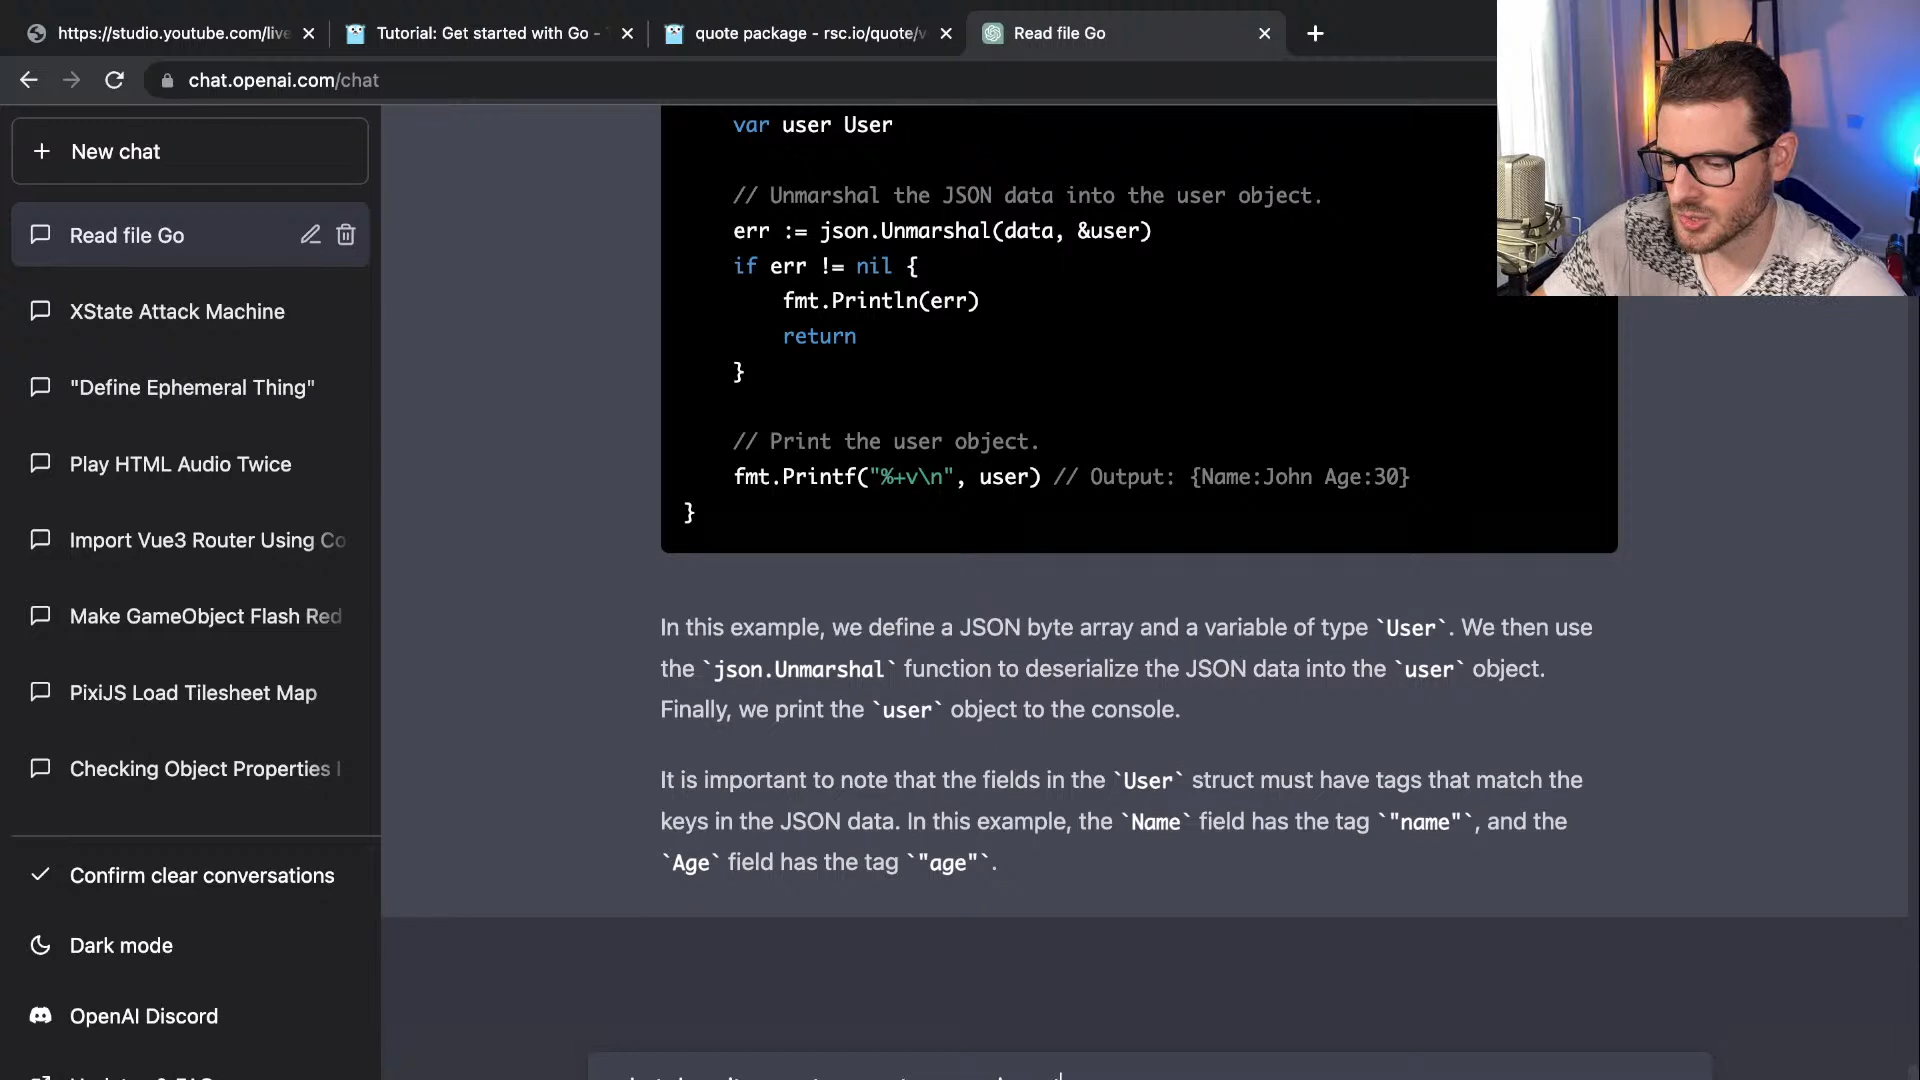 https://studio.youtube.com/live
Tutorial: Get started with Go -
quote package - rsc.io/quote/v
Read file Go
chat.openai.com/chat
New chat
Read file Go
XState Attack Machine
"Define Ephemeral Thing"
Play HTML Audio Twice
Import Vue3 Router Using Co
Make GameObject Flash Red
PixiJS Load Tilesheet Map
Checking Object Properties
Confirm clear conversations
Dark mode
OpenAI Discord
var user User
// Unmarshal the JSON data into the user object.
err := json.Unmarshal(data, &user)
if err != nil {
fmt.Println(err)
return
}
// Print the user object.
fmt.Printf("%+v\n", user) // Output: {Name:John Age:30}
}
In this example, we define a JSON byte array and a variable of type `User`. We then use
the `json.Unmarshal` function to deserialize the JSON data into the `user` object.
Finally, we print the `user` object to the console.
It is important to note that the fields in the `User` struct must have tags that match the
keys in the JSON data. In this example, the `Name` field has the tag `"name"`, and the
`Age` field has the tag `"age"`.